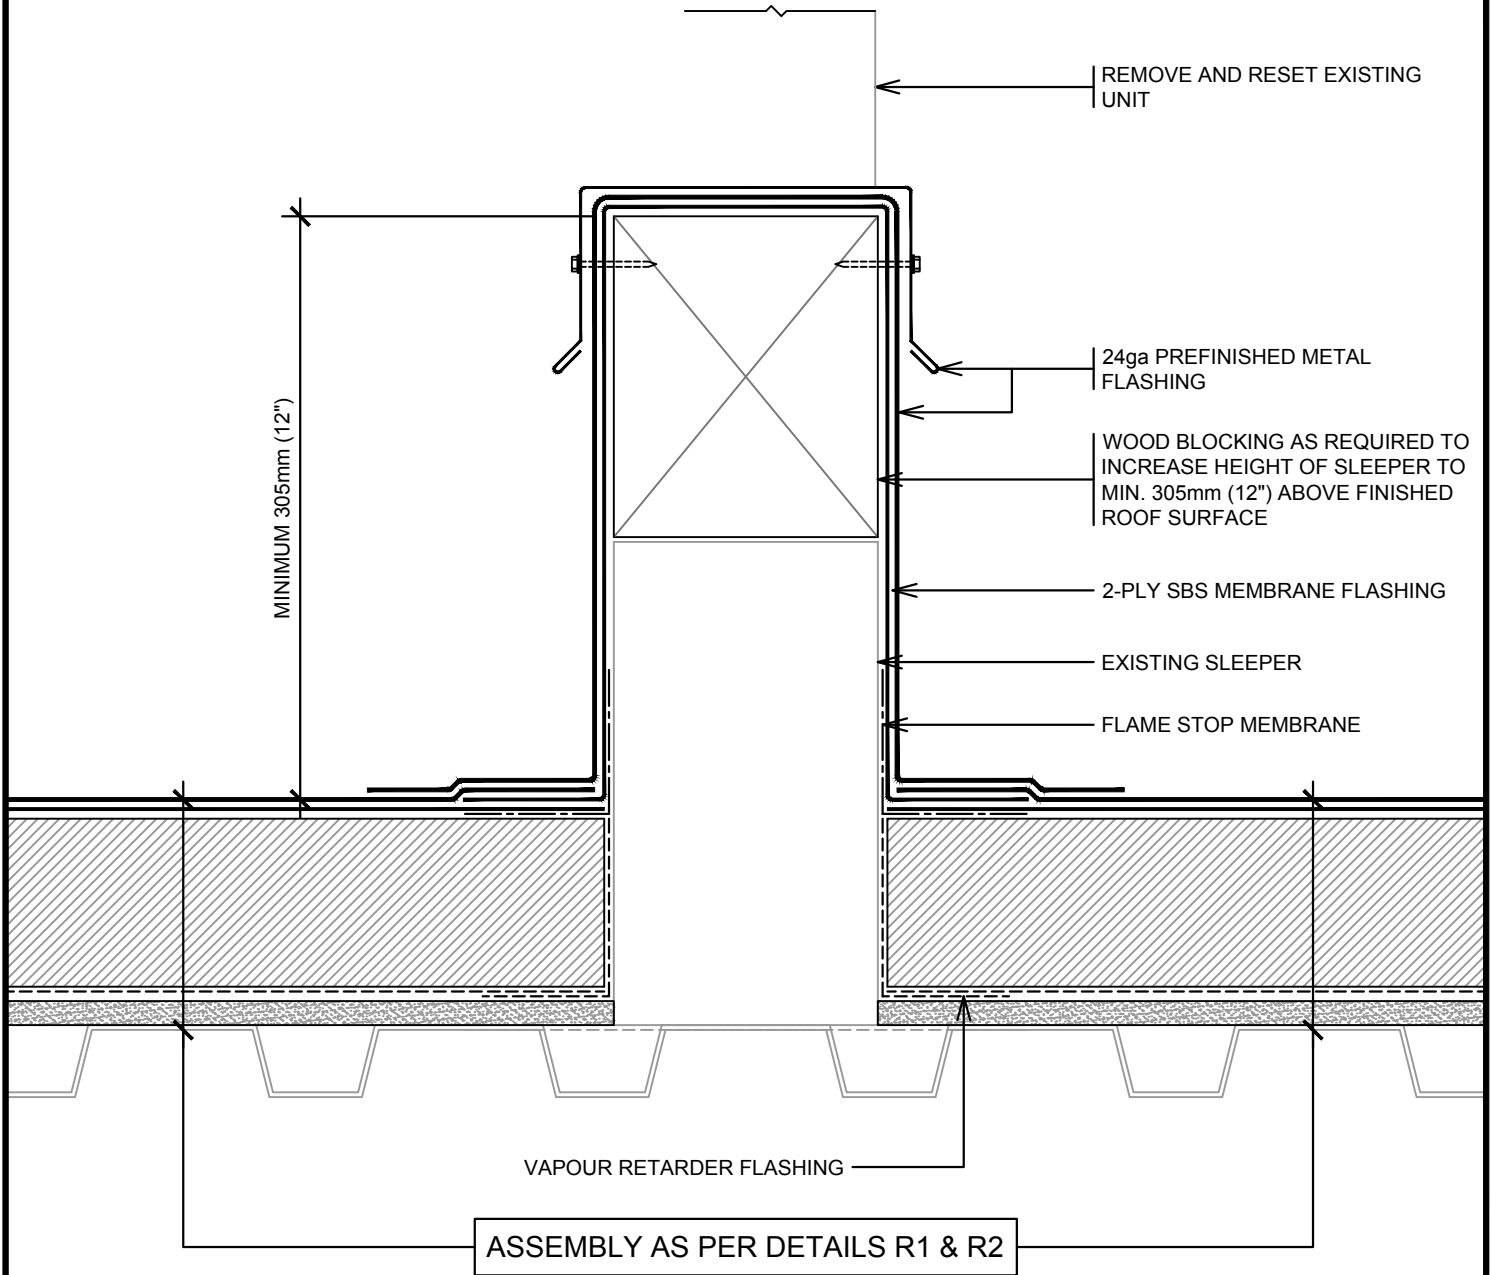 REMOVE AND RESET EXISTING
UNIT
24ga PREFINISHED METAL
FLASHING
MINIMUM 305mm (12")
WOOD BLOCKING AS REQUIRED TO
INCREASE HEIGHT OF SLEEPER TO
MIN. 305mm (12") ABOVE FINISHED
ROOF SURFACE
2-PLY SBS MEMBRANE FLASHING
EXISTING SLEEPER
FLAME STOP MEMBRANE
VAPOUR RETARDER FLASHING
ASSEMBLY AS PER DETAILS R1 & R2